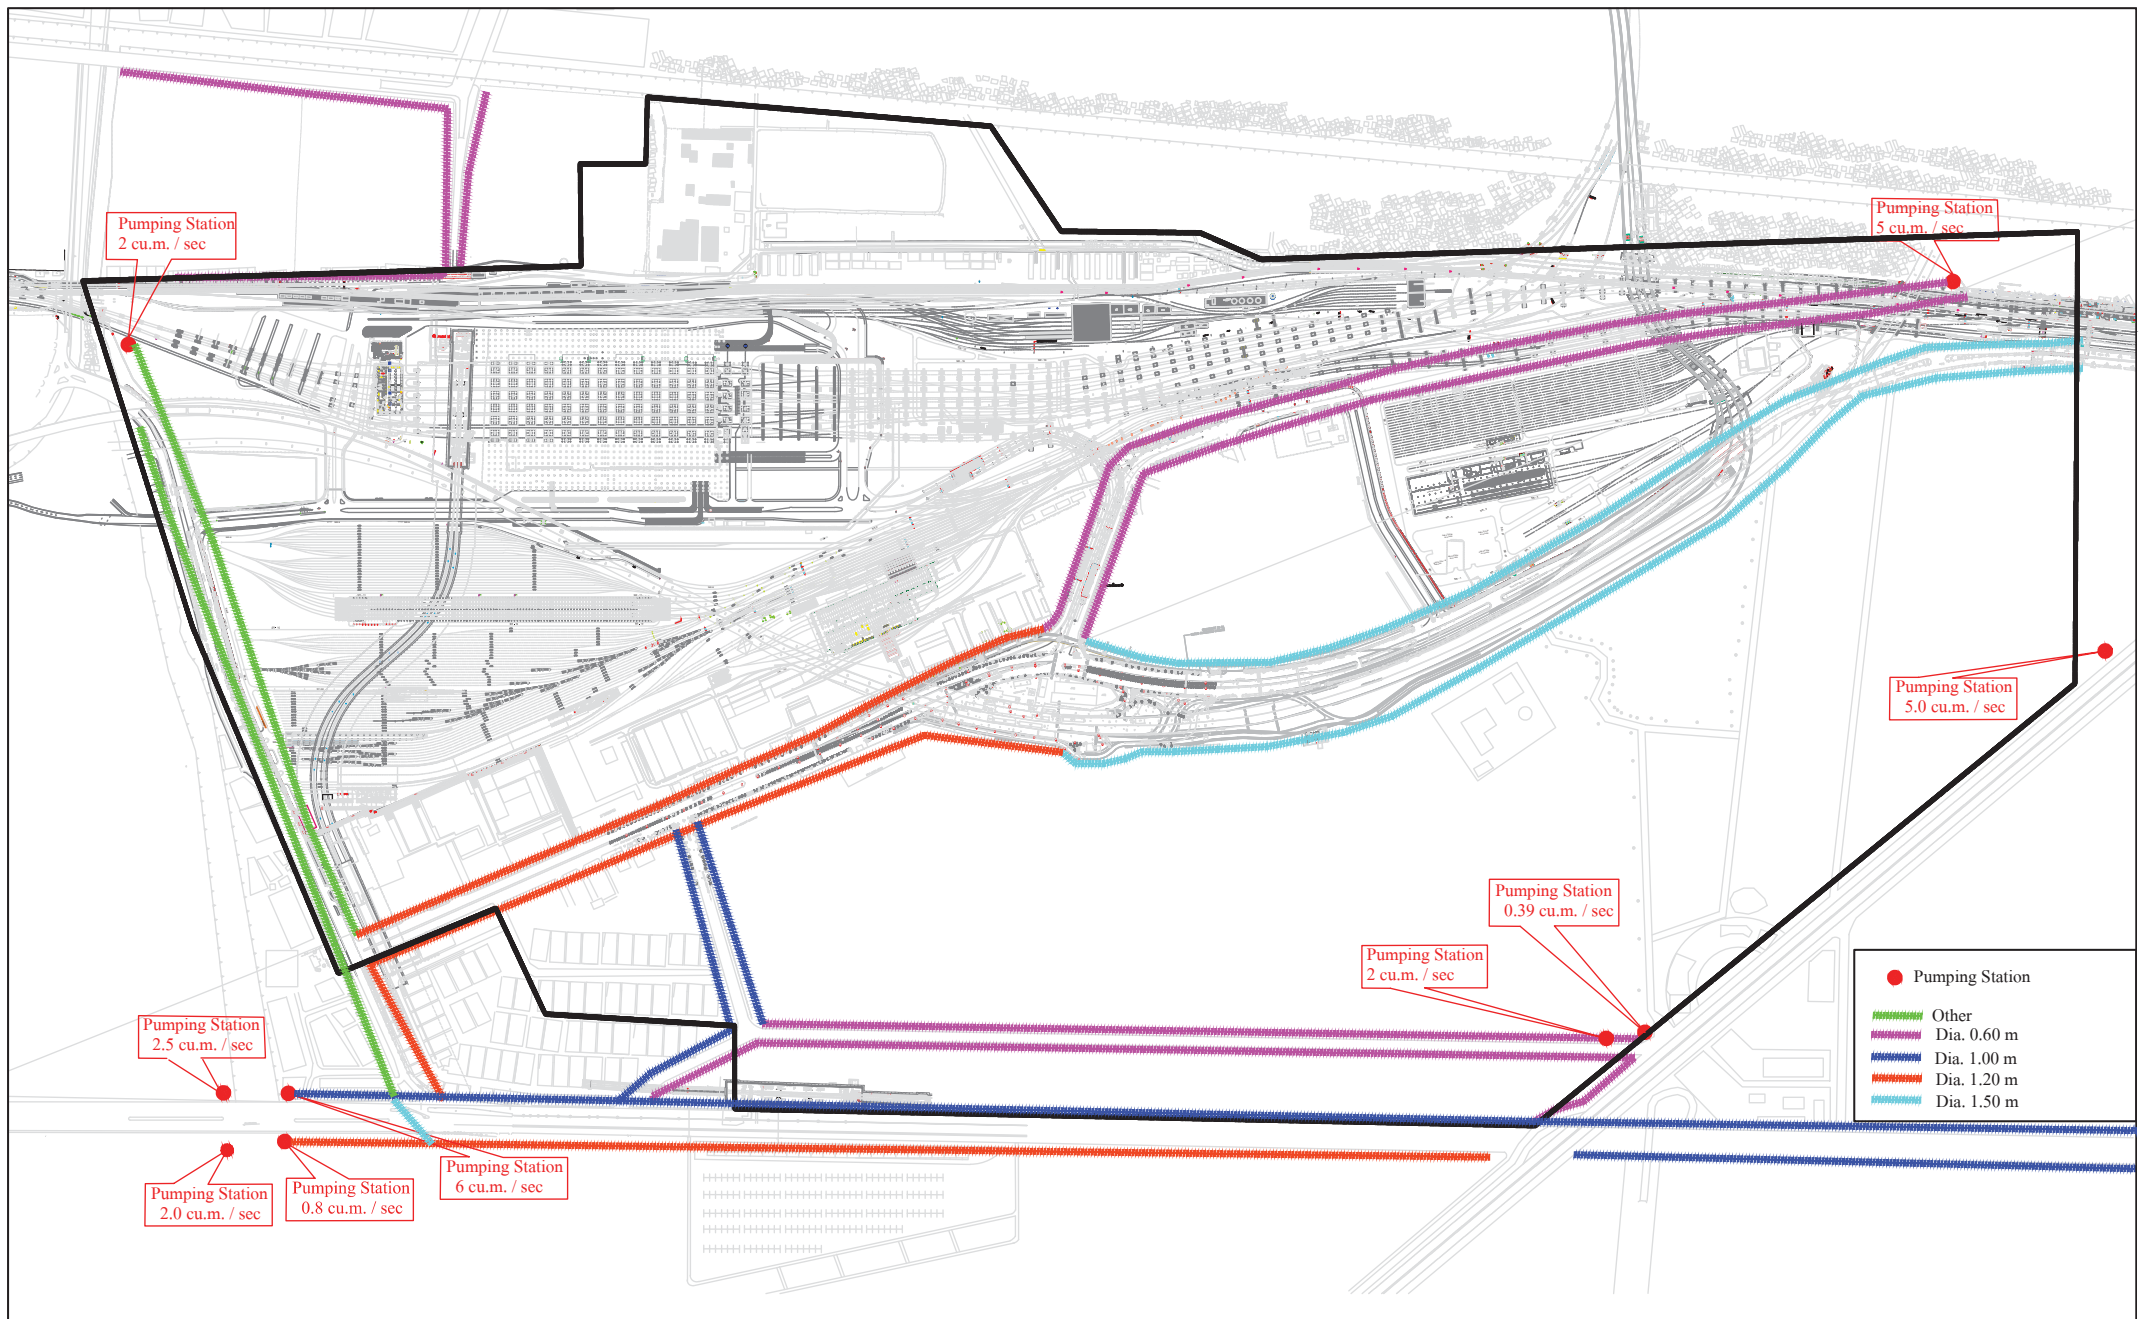 Pumping Station
5 cu.m. / sec
Pumping Station
2 cu.m. / sec
Pumping Station
5.0 cu.m. / sec
Pumping Station
0.39 cu.m. / sec
Pumping Station
2 cu.m. / sec
Pumping Station
2.5 cu.m. / sec
Pumping Station
6 cu.m. / sec
Pumping Station
2.0 cu.m. / sec
Pumping Station
0.8 cu.m. / sec
Pumping Station
Other
Dia. 0.60 m
Dia. 1.00 m
Dia. 1.20 m
Dia. 1.50 m